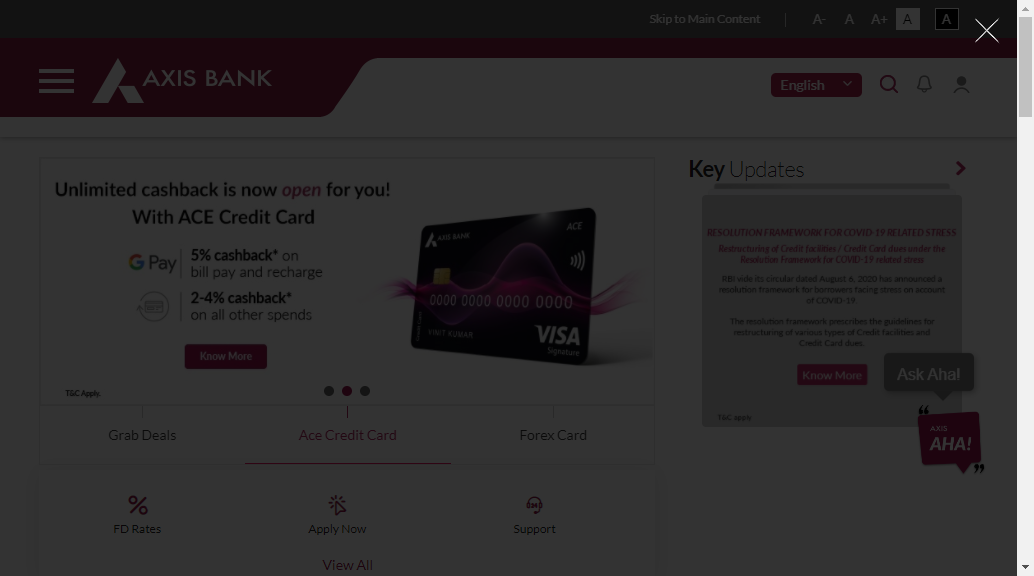 Skip to Main Content
A- A A+ A A
AXIS BANK
English
Unlimited cashback is now open for you!
With ACE Credit Card
G Pay
5% cashback* on
bill pay and recharge
2-4% cashback*
on all other spends
Know More
T&C Apply.
AXIS BANK
ACE
0000 0000 0000 0000
VINIT KUMAR
VISA
Signature
Grab Deals
Ace Credit Card
Forex Card
FD Rates
Apply Now
Support
View All
Key Updates
RESOLUTION FRAMEWORK FOR COVID-19 RELATED STRESS
Restructuring of Credit facilities / Credit Card dues under the
Resolution Framework for COVID-19 related stress
RBI vide its circular dated August 6, 2020 has announced a
resolution framework for borrowers facing stress on account
of COVID-19
The resolution framework prescribes the guidelines for
restructuring of various types of Credit facilities and
Credit Card dues.
Know More
T&C apply
Ask Aha!
AXIS
AHA!